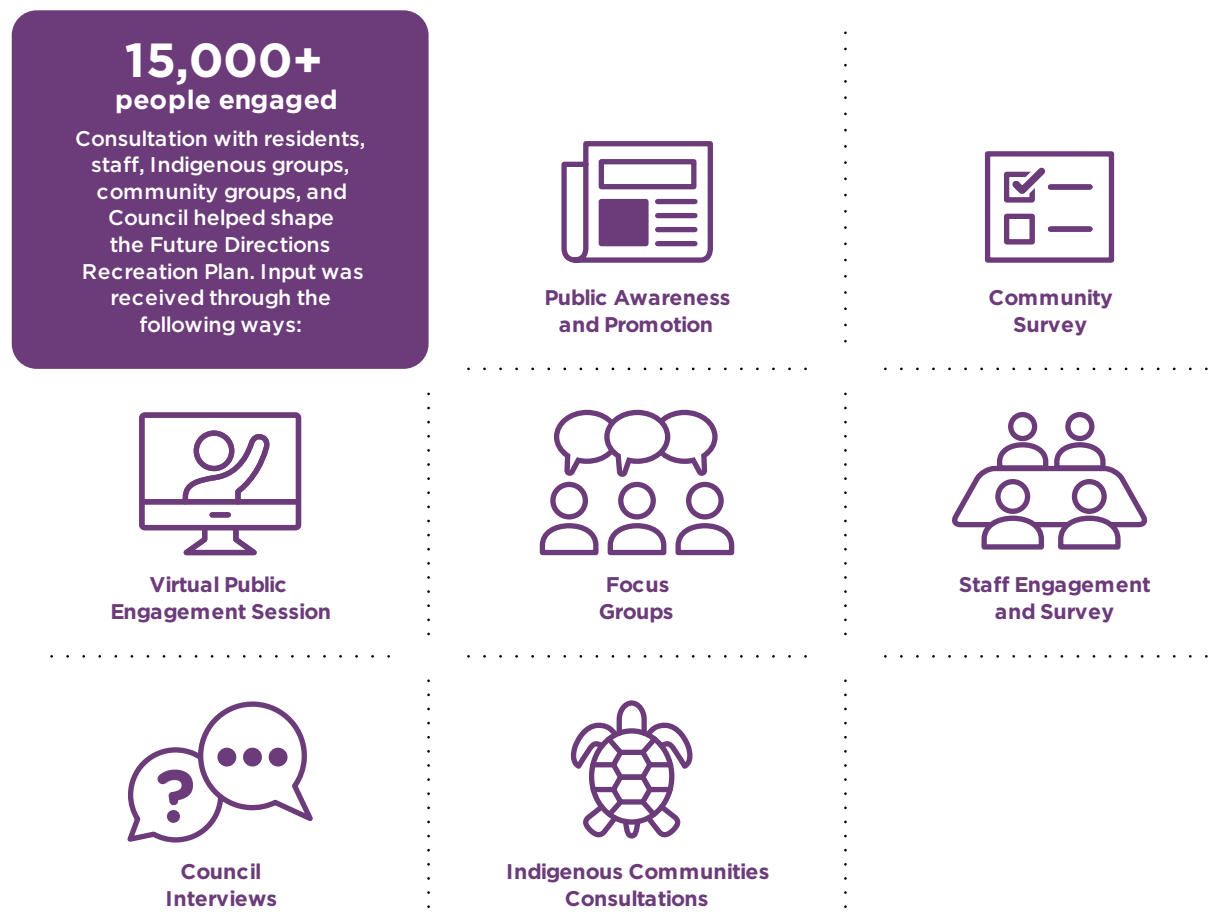 15,000+
people engaged
Consultation with residents,
staff, Indigenous groups,
community groups, and
Council helped shape
the Future Directions
Recreation Plan. Input was
received through the
following ways:
Public Awareness
and Promotion
Community
Survey
Virtual Public
Engagement Session
Focus
Groups
Staff Engagement
and Survey
?
Council
Interviews
Indigenous Communities
Consultations